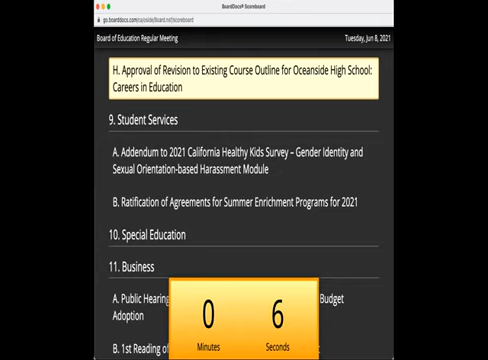 BoardDocs® Scoreboard
go.boarddocs.com/ca/oside/Board.nsf/scoreboard
Board of Education Regular Meeting
Tuesday, Jun 8, 2021
H. Approval of Revision to Existing Course Outline for Oceanside High School:
Careers in Education
9. Student Services
A. Addendum to 2021 California Healthy Kids Survey – Gender Identity and
Sexual Orientation-based Harassment Module
B. Ratification of Agreements for Summer Enrichment Programs for 2021
10. Special Education
11. Business
A. Public Hearing Budget
Adoption
B. 1st Reading of
0 6
Minutes Seconds